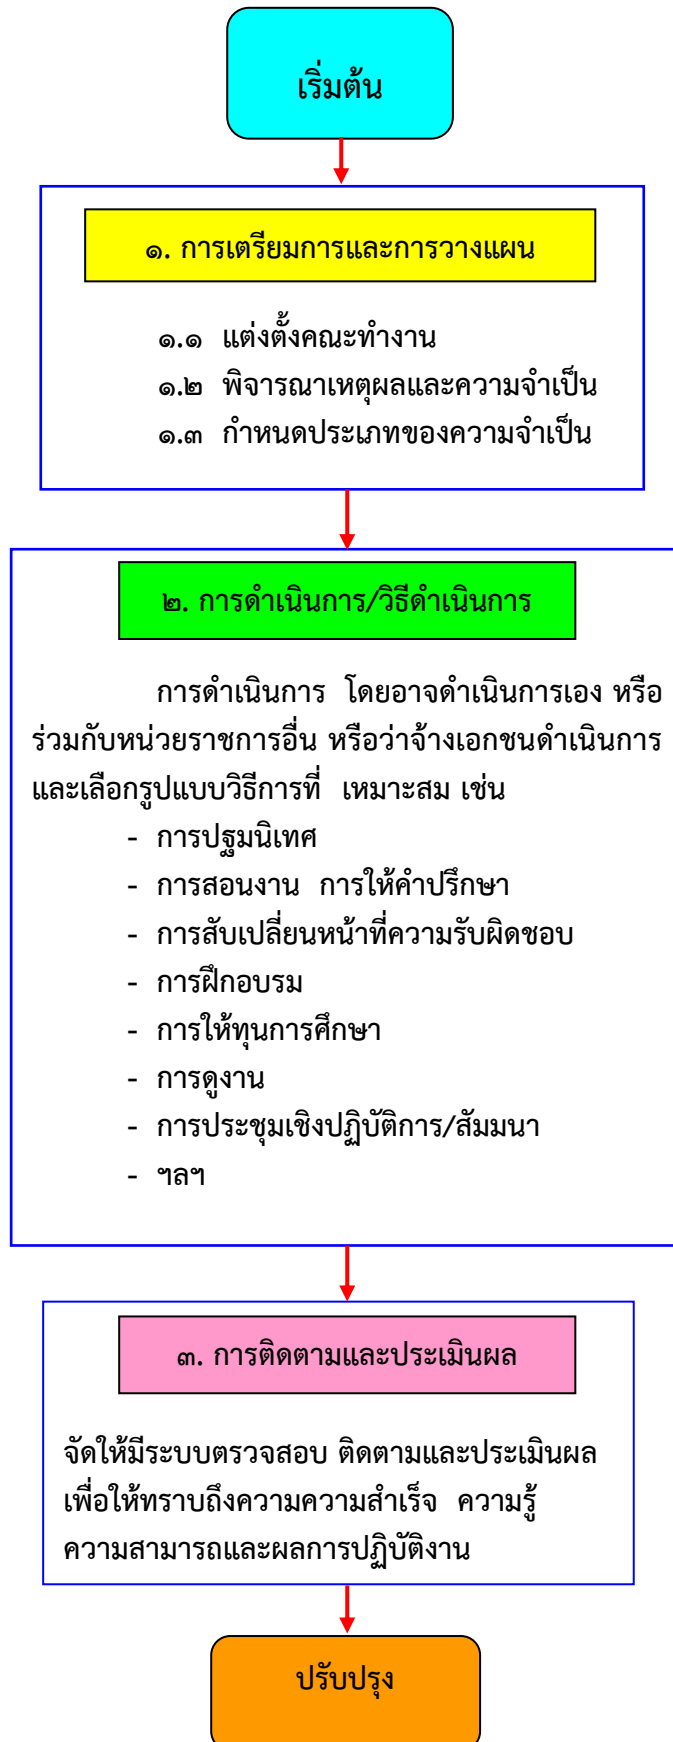 เริ่มต้น
๑. การเตรียมการและการวางแผน
๑.๑ แต่งตั้งคณะทำงาน
๑.๒ พิจารณาเหตุผลและความจำเป็น
๑.๓ กำหนดประเภทของความจำเป็น
๒. การดำเนินการ/วิธีดำเนินการ
การดำเนินการ โดยอาจดำเนินการเอง หรือ
ร่วมกับหน่วยราชการอื่น หรือว่าจ้างเอกชนดำเนินการ
และเลือกรูปแบบวิธีการที่ เหมาะสม เช่น
- การปฐมนิเทศ
- การสอนงาน การให้คำปรึกษา
- การสับเปลี่ยนหน้าที่ความรับผิดชอบ
- การฝึกอบรม
- การให้ทุนการศึกษา
- การดูงาน
- การประชุมเชิงปฏิบัติการ/สัมมนา
- ฯลฯ
๓. การติดตามและประเมินผล
จัดให้มีระบบตรวจสอบ ติดตามและประเมินผล
เพื่อให้ทราบถึงความความสำเร็จ ความรู้
ความสามารถและผลการปฏิบัติงาน
ปรับปรุง